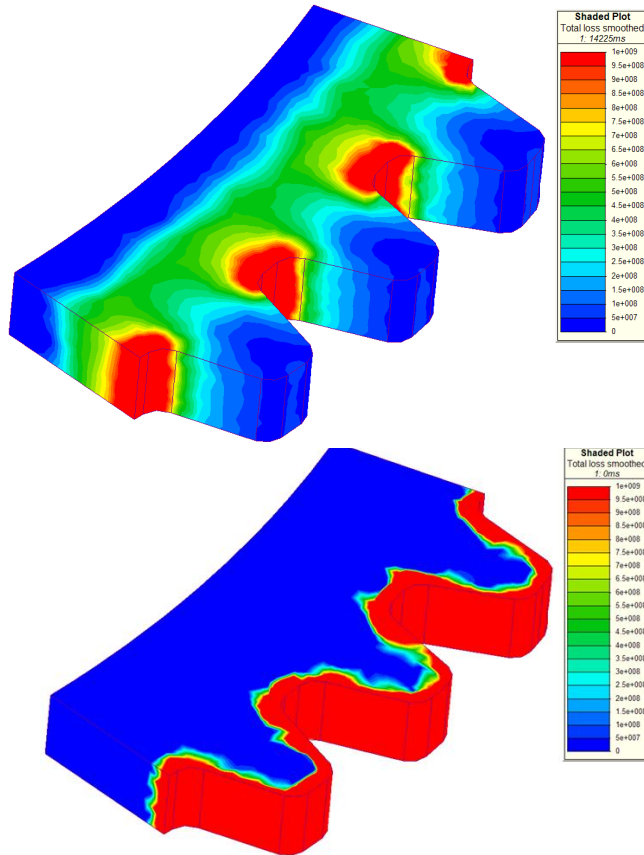 Shaded Plot
Total loss smoothed
1: 14225ms
1e+009
9.5e+008
9e+008
8.5e+008
8e+008
7.5e+008
7e+008
6.5e+008
6e+008
5.5e+008
5e+008
4.5e+008
4e+008
3.5e+008
3e+008
2.5e+008
2e+008
1.5e+008
1e+008
5e+007
0
Shaded Plot
Total loss smoothed
1: 0ms
1e+009
9.5e+008
9e+008
8.5e+008
8e+008
7.5e+008
7e+008
6.5e+008
6e+008
5.5e+008
5e+008
4.5e+008
4e+008
3.5e+008
3e+008
2.5e+008
2e+008
1.5e+008
1e+008
5e+007
0